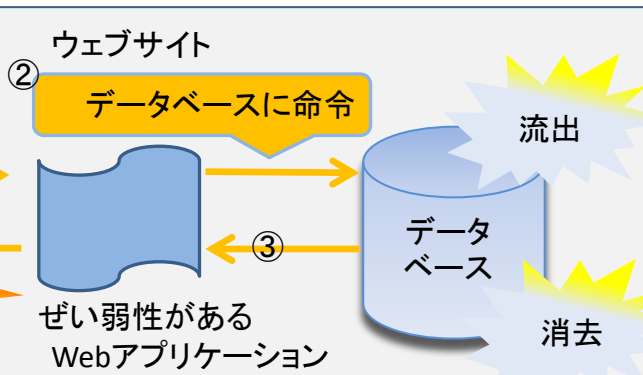 ウェブサイト
②
データベースに命令
流出
データ
ベース
③
ぜい弱性がある
Webアプリケーション
消去